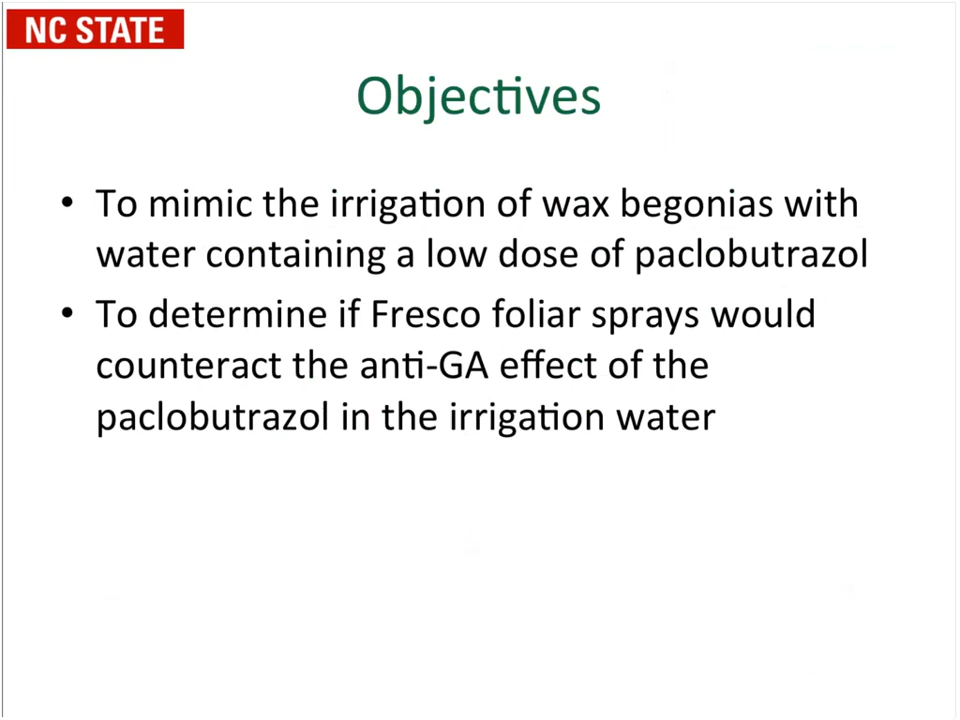 NC STATE
Objectives
• To mimic the irrigation of wax begonias with
water containing a low dose of paclobutrazol
• To determine if Fresco foliar sprays would
counteract the anti-GA effect of the
paclobutrazol in the irrigation water